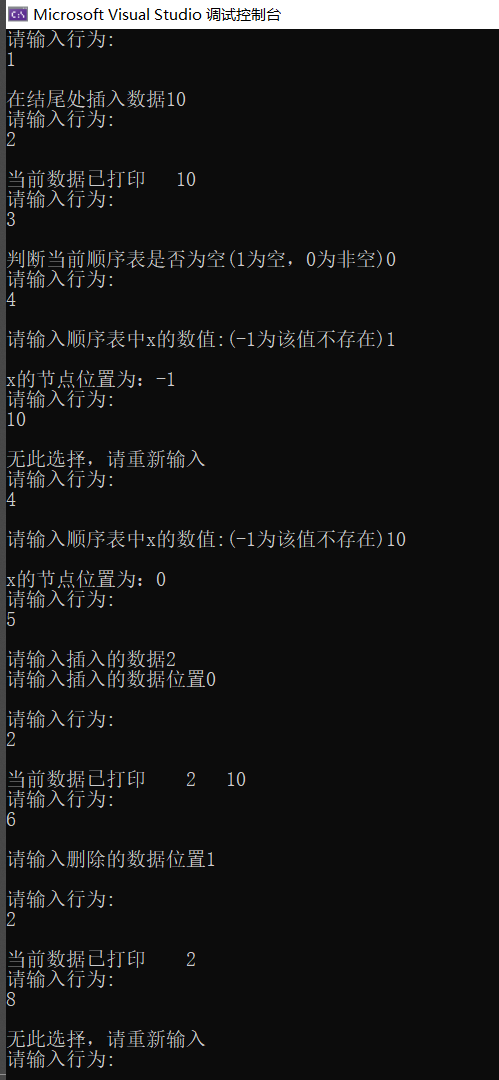 Microsoft Visual Studio 调试控制台
请输入行为:
1
在结尾处插入数据10
请输入行为:
2
当前数据已打印   10
请输入行为:
3
判断当前顺序表是否为空(1为空，0为非空)0
请输入行为:
4
请输入顺序表中x的数值:(-1为该值不存在)1
x的节点位置为：-1
请输入行为:
10
无此选择，请重新输入
请输入行为:
4
请输入顺序表中x的数值:(-1为该值不存在)10
x的节点位置为：0
请输入行为:
5
请输入插入的数据2
请输入插入的数据位置0
请输入行为:
2
当前数据已打印    2   10
请输入行为:
6
请输入删除的数据位置1
请输入行为:
2
当前数据已打印    2
请输入行为:
8
无此选择，请重新输入
请输入行为: